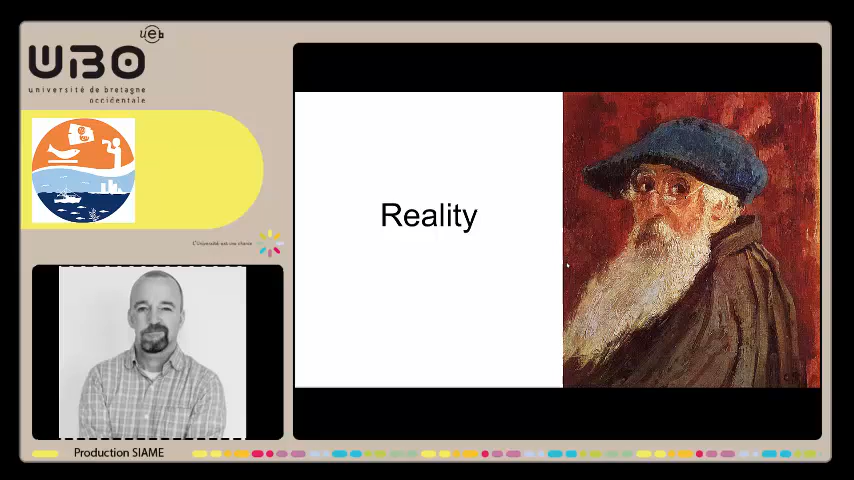 ueb
UBO
université de bretagne
occidentale
Reality
L'Université est une chance
Production SIAME